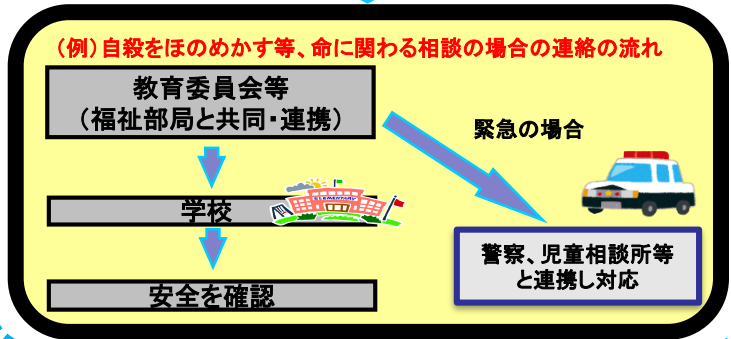 (例)自殺をほのめかす等、命に関わる相談の場合の連絡の流れ
教育委員会等
(福祉部局と共同・連携)
緊急の場合
学校
ELEMENTARY
警察、児童相談所等
と連携し対応
安全を確認